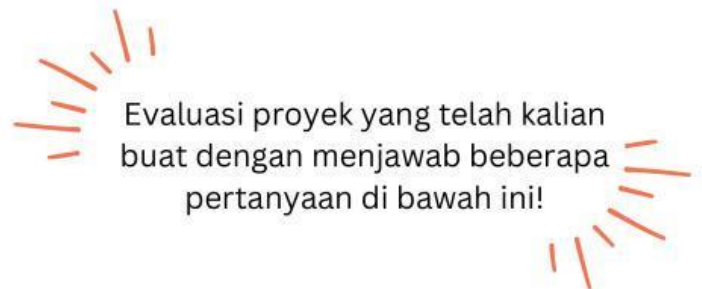 Evaluasi proyek yang telah kalian
buat dengan menjawab beberapa
pertanyaan di bawah ini!